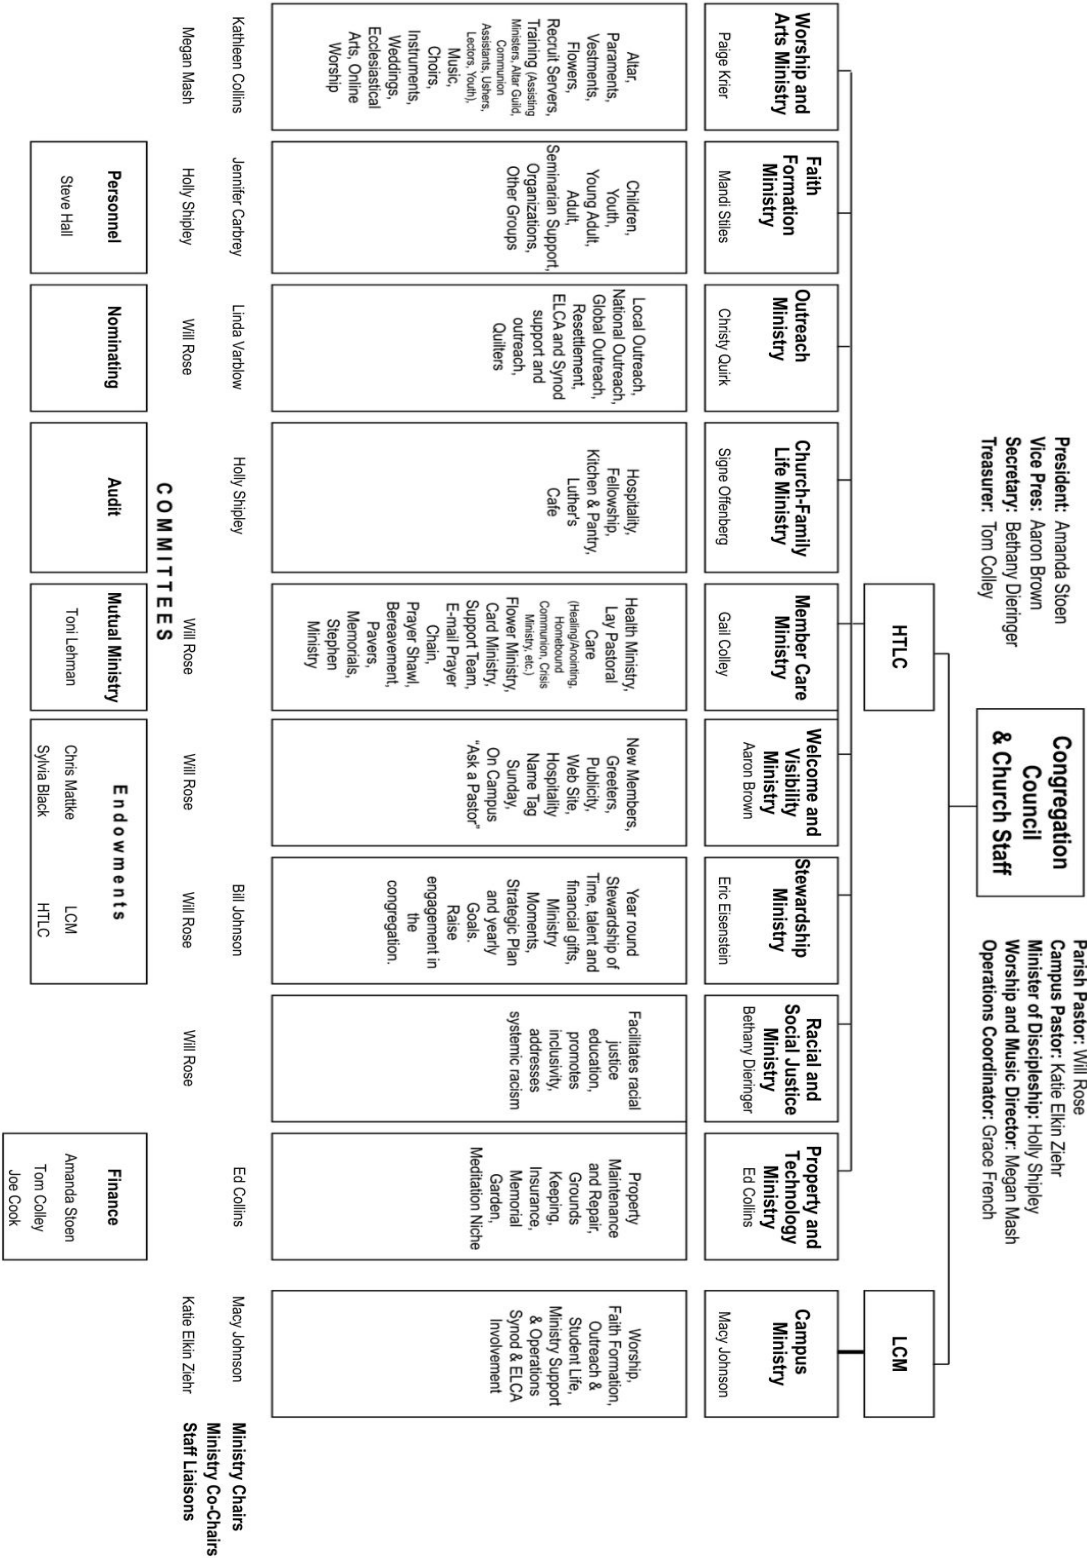 President: Amanda Stoen
Vice Pres: Aaron Brown
Secretary: Bethany Dieringer
Treasurer: Tom Colley
Congregation
Council
& Church Staff
Parish Pastor: Will Rose
Campus Pastor: Katie Elkin Ziehr
Minister of Discipleship: Holly Shipley
Worship and Music Director: Megan Mash
Operations Coordinator: Grace French
HTLC
LCM
Worship and
Arts Ministry
Paige Krier
Faith
Formation
Ministry
Mandi Stiles
Outreach
Ministry
Christy Quirk
Church-Family
Life Ministry
Signe Offenberg
Member Care
Ministry
Gail Colley
Welcome and
Visibility
Ministry
Aaron Brown
Stewardship
Ministry
Eric Eisenstein
Racial and
Social Justice
Ministry
Bethany Dieringer
Property and
Technology
Ministry
Ed Collins
Campus
Ministry
Macy Johnson
Altar,
Paraments,
Vestments,
Flowers,
Recruit Servers,
Training (Assisting
Ministers, Altar Guild,
Communion
Assistants, Ushers,
Lectors, Youth),
Music,
Choirs,
Instruments,
Weddings,
Ecclesiastical
Arts, Online
Worship
Children,
Youth,
Young Adult,
Adult,
Seminarian Support,
Organizations,
Other Groups
Local Outreach,
National Outreach,
Global Outreach,
Resettlement,
ELCA and Synod
support and
outreach,
Quilters
Hospitality,
Fellowship,
Kitchen & Pantry,
Luther's
Cafe
Health Ministry,
Lay Pastoral
Care
(Healing/Anointing,
Homebound
Communion, Crisis
Ministry, etc.)
Flower Ministry,
Card Ministry,
Support Team,
E-mail Prayer
Chain,
Prayer Shawl,
Bereavement,
Pavers,
Memorials,
Stephen
Ministry
New Members,
Greeters,
Publicity,
Web Site,
Hospitality
Name Tag
Sunday,
On Campus
"Ask a Pastor"
Year round
Stewardship of
Time, talent and
financial gifts,
Ministry
Moments,
Strategic Plan
and yearly
Goals.
Raise
engagement in
the
congregation.
Facilitates racial
justice
education,
promotes
inclusivity,
addresses
systemic racism
Property
Maintenance
and Repair,
Grounds
Keeping,
Insurance,
Memorial
Garden,
Meditation Niche
Worship,
Faith Formation,
Outreach &
Student Life,
Ministry Support
& Operations
Synod & ELCA
Involvement
Kathleen Collins
Jennifer Carbrey
Linda Varblow
Holly Shipley
Bill Johnson
Ed Collins
Macy Johnson
Ministry Chairs
Ministry Co-Chairs
Megan Mash
Holly Shipley
Will Rose
Will Rose
Will Rose
Will Rose
Will Rose
Katie Elkin Ziehr
Staff Liaisons
COMMITTEES
Personnel
Steve Hall
Nominating
Audit
Mutual Ministry
Toni Lehman
Endowments
Chris Mattke LCM
Sylvia Black HTLC
Finance
Amanda Stoen
Tom Colley
Joe Cook